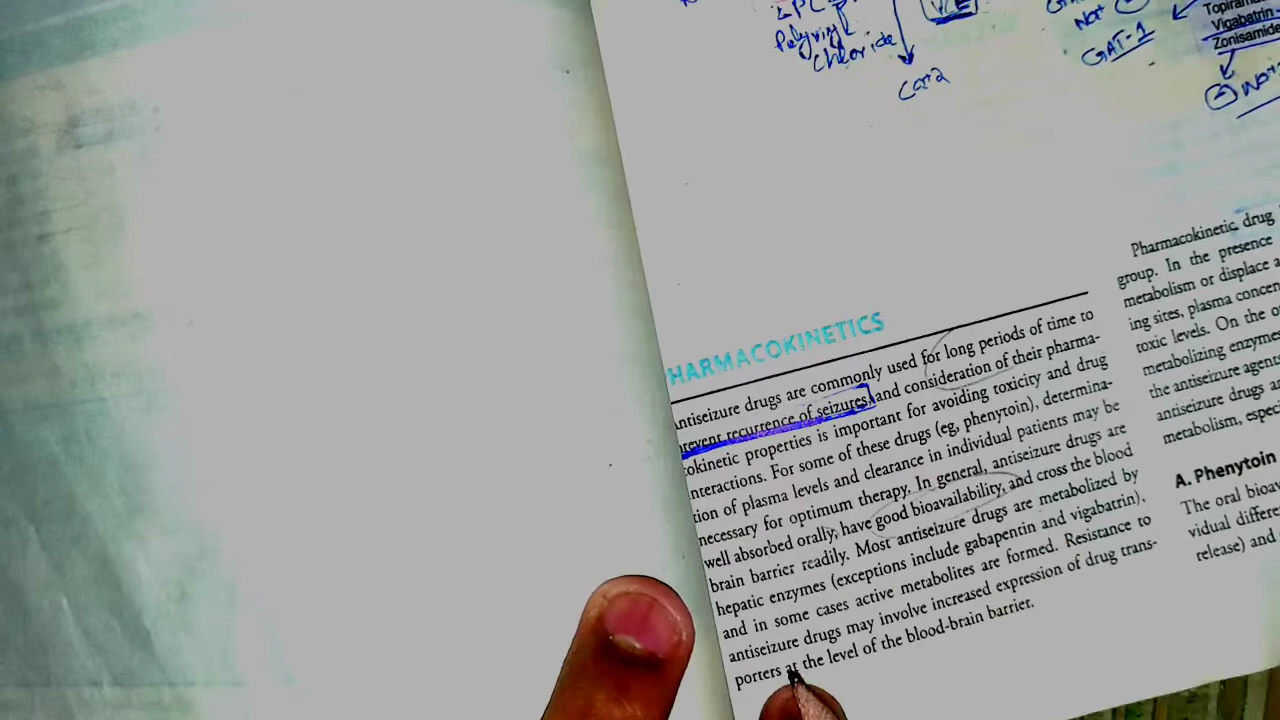 Polyvinyl
Chloride
Ca+2
GAT-1
Topirama
Vigabatrin
Zonisamide
HARMACOKINETICS
ntiseizure drugs are commonly used for long periods of time to
revent recurrence of seizures, and consideration of their pharma-
okinetic properties is important for avoiding toxicity and drug
nteractions. For some of these drugs (eg, phenytoin), determina-
tion of plasma levels and clearance in individual patients may be
necessary for optimum therapy. In general, antiseizure drugs are
well absorbed orally, have good bioavailability, and cross the blood
brain barrier readily. Most antiseizure drugs are metabolized by
hepatic enzymes (exceptions include gabapentin and vigabatrin),
and in some cases active metabolites are formed. Resistance to
antiseizure drugs may involve increased expression of drug trans-
porters at the level of the blood-brain barrier.
Pharmacokinetic drug
group. In the presence
metabolism or displace a
ing sites, plasma concen
toxic levels. On the o
metabolizing enzymes
the antiseizure agent
antiseizure drugs a
metabolism, espec
A. Phenytoin
The oral bioav
vidual differe
release) and